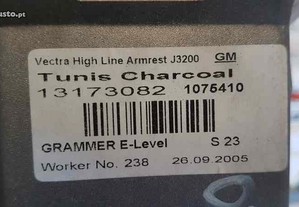 Vectra High Line Armrest J3200 GM
Tunis Charcoal
13173082 1075410
GRAMMER E-Level S 23
Worker No. 238 26.09.2005